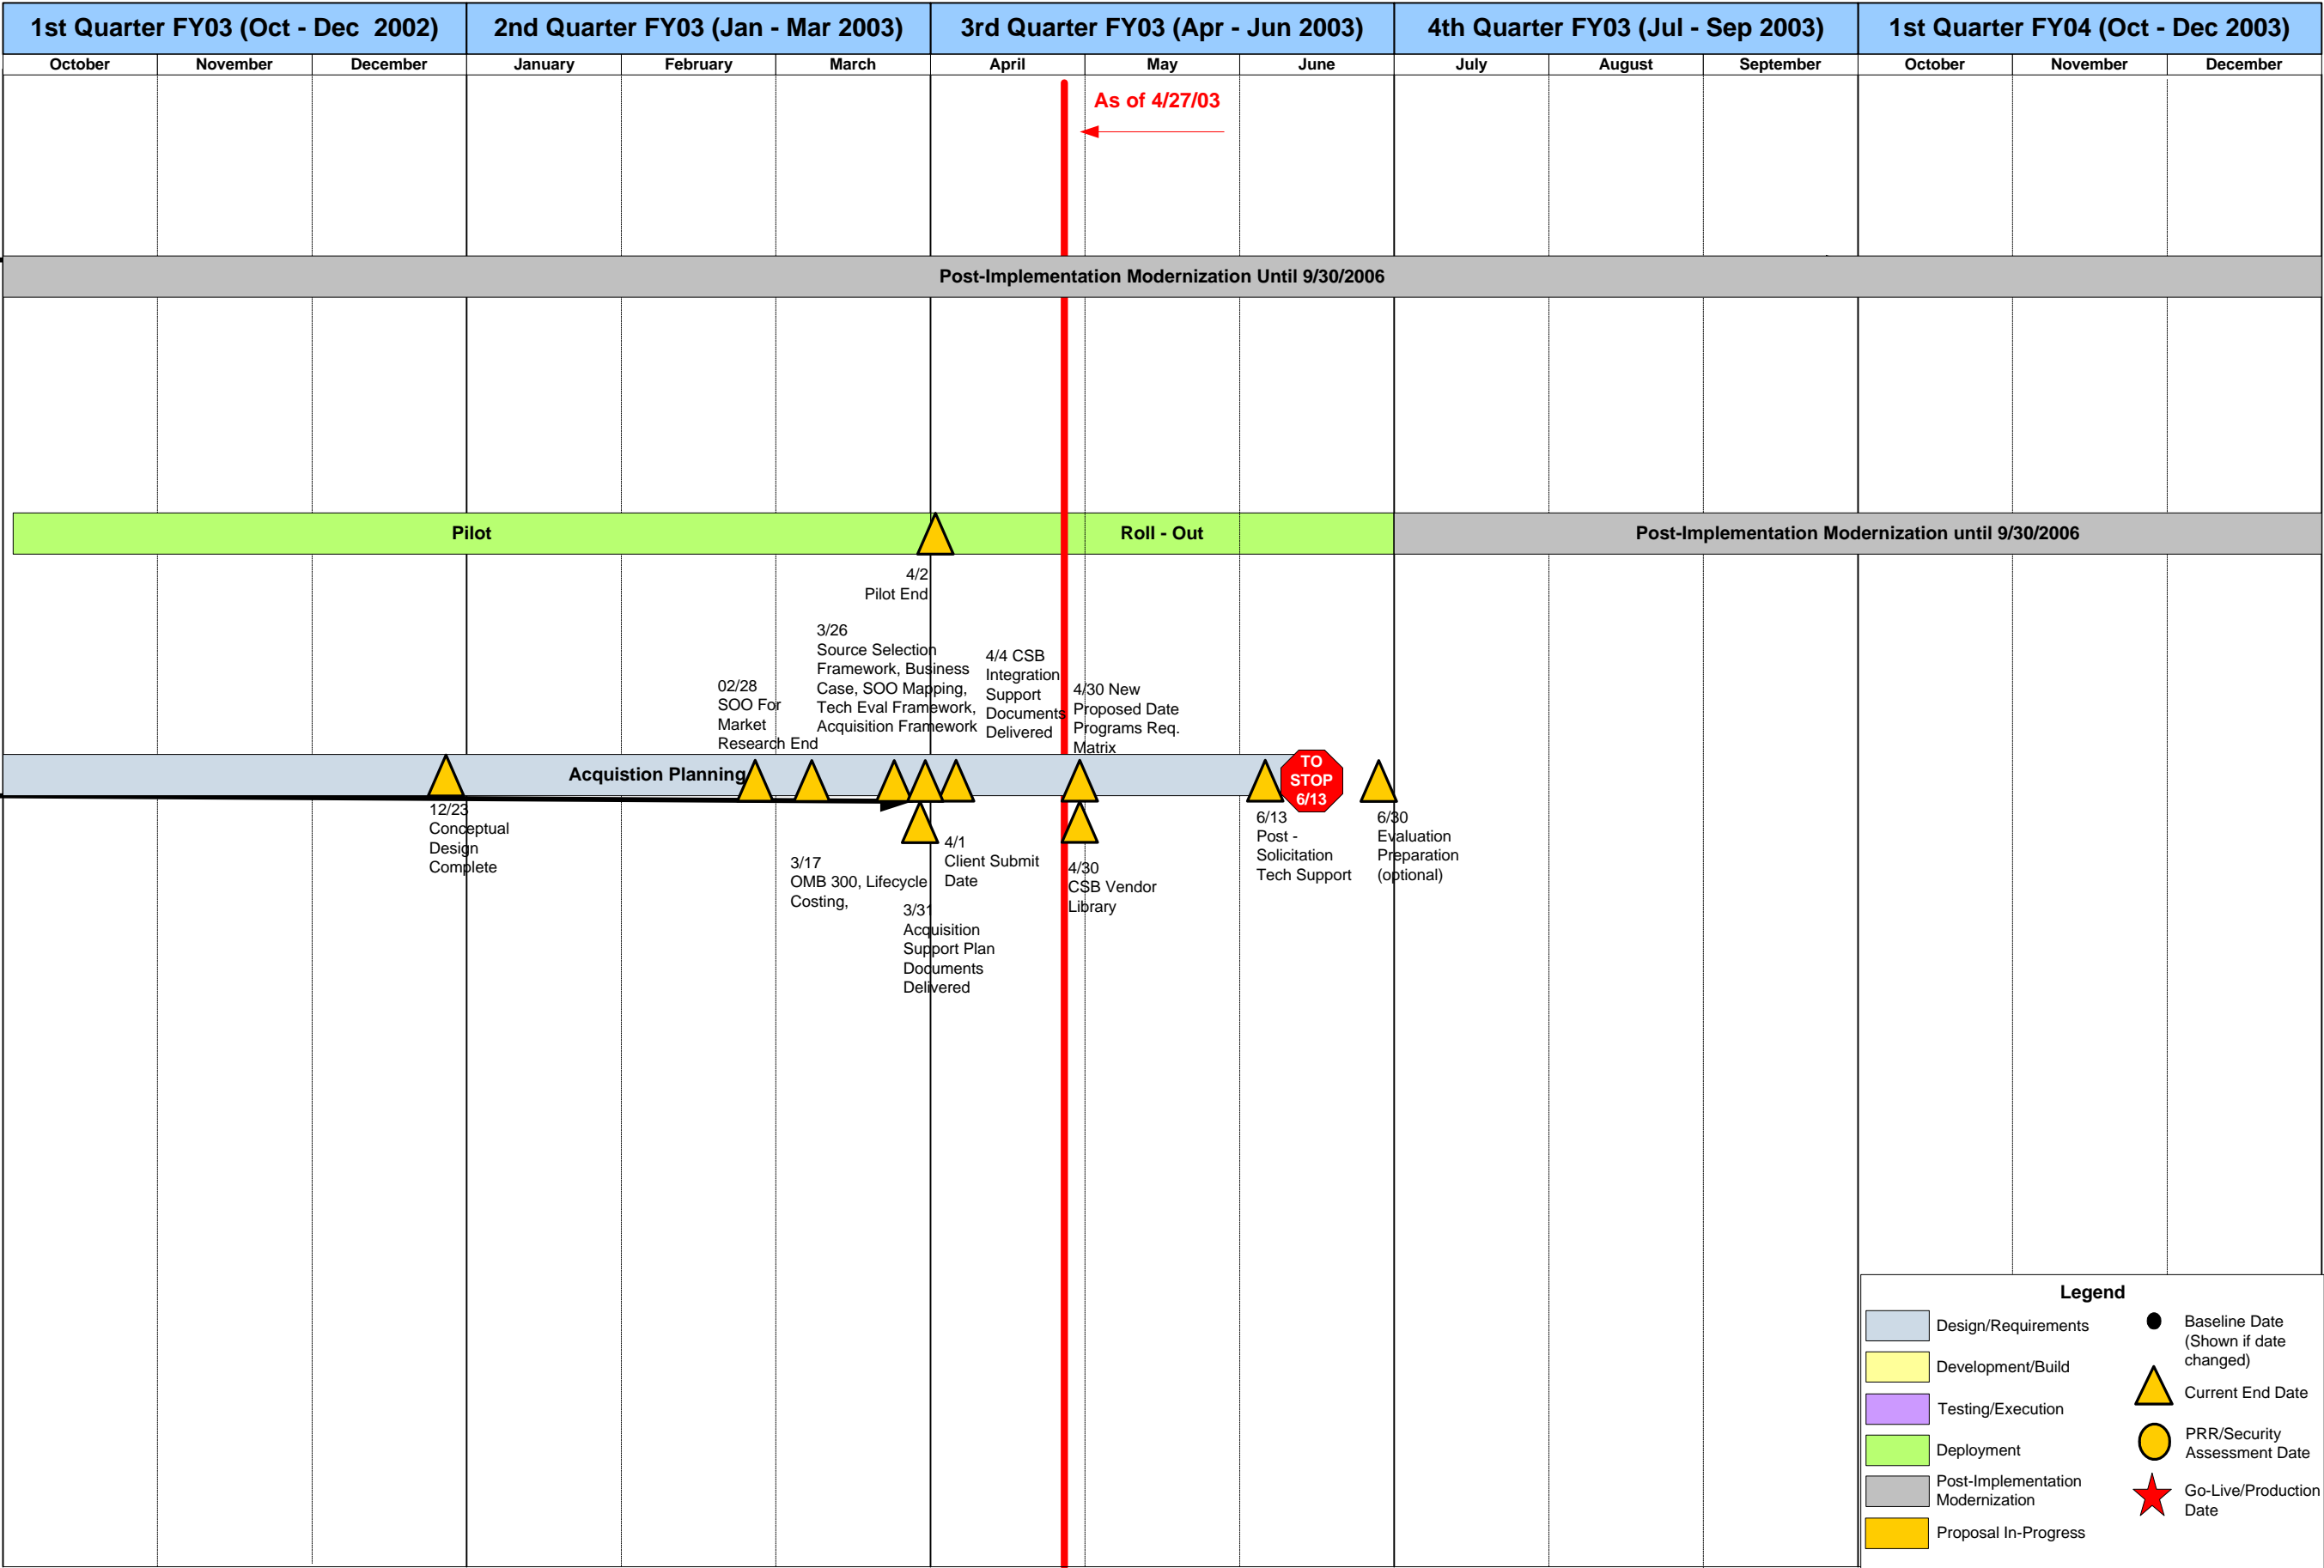 1st Quarter FY03 (Oct - Dec  2002)
2nd Quarter FY03 (Jan - Mar 2003)
3rd Quarter FY03 (Apr - Jun 2003)
4th Quarter FY03 (Jul - Sep 2003)
1st Quarter FY04 (Oct - Dec 2003)
October
November
December
January
February
March
April
May
June
July
August
September
October
November
December
As of 4/27/03
Post-Implementation Modernization Until 9/30/2006
Pilot
Roll - Out
Post-Implementation Modernization until 9/30/2006
4/2
Pilot End
02/28
SOO For
Market
Research End
3/26
Source Selection
Framework, Business
Case, SOO Mapping,
Tech Eval Framework,
Acquisition Framework
4/4 CSB
Integration
Support
Documents
Delivered
4/30 New
Proposed Date
Programs Req.
Matrix
Acquistion Planning
TO
STOP
6/13
12/23
Conceptual
Design
Complete
3/17
OMB 300, Lifecycle
Costing,
4/1
Client Submit
Date
3/31
Acquisition
Support Plan
Documents
Delivered
4/30
CSB Vendor
Library
6/13
Post -
Solicitation
Tech Support
6/30
Evaluation
Preparation
(optional)
Legend
Design/Requirements
Development/Build
Testing/Execution
Deployment
Post-Implementation
Modernization
Proposal In-Progress
Baseline Date
(Shown if date
changed)
Current End Date
PRR/Security
Assessment Date
Go-Live/Production
Date